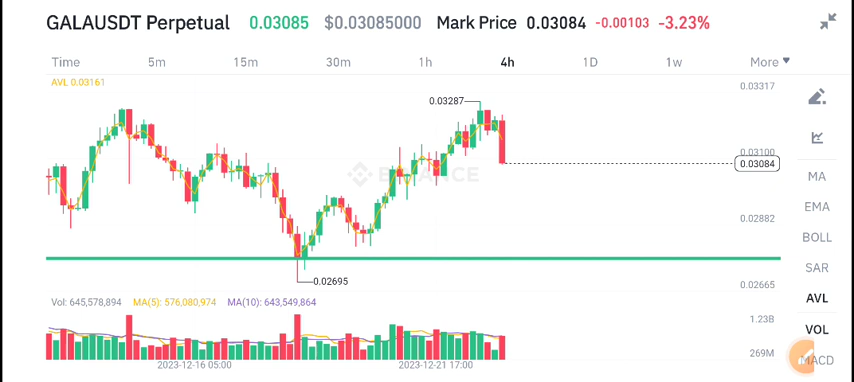 GALAUSDT Perpetual 0.03085 $0.03085000 Mark Price 0.03084 -0.00103 -3.23%
Time 5m 15m 30m 1h 4h 1D 1w More
AVL 0.03161
0.03317
0.03287
0.03100
0.03084
BINANCE
MA
EMA
0.02882
BOLL
SAR
0.02695
0.02665
AVL
Vol: 645,578,894 MA(5): 576,080,974 MA(10): 643,549,864
1.23B
VOL
269M
MACD
2023-12-16 05:00 2023-12-21 17:00